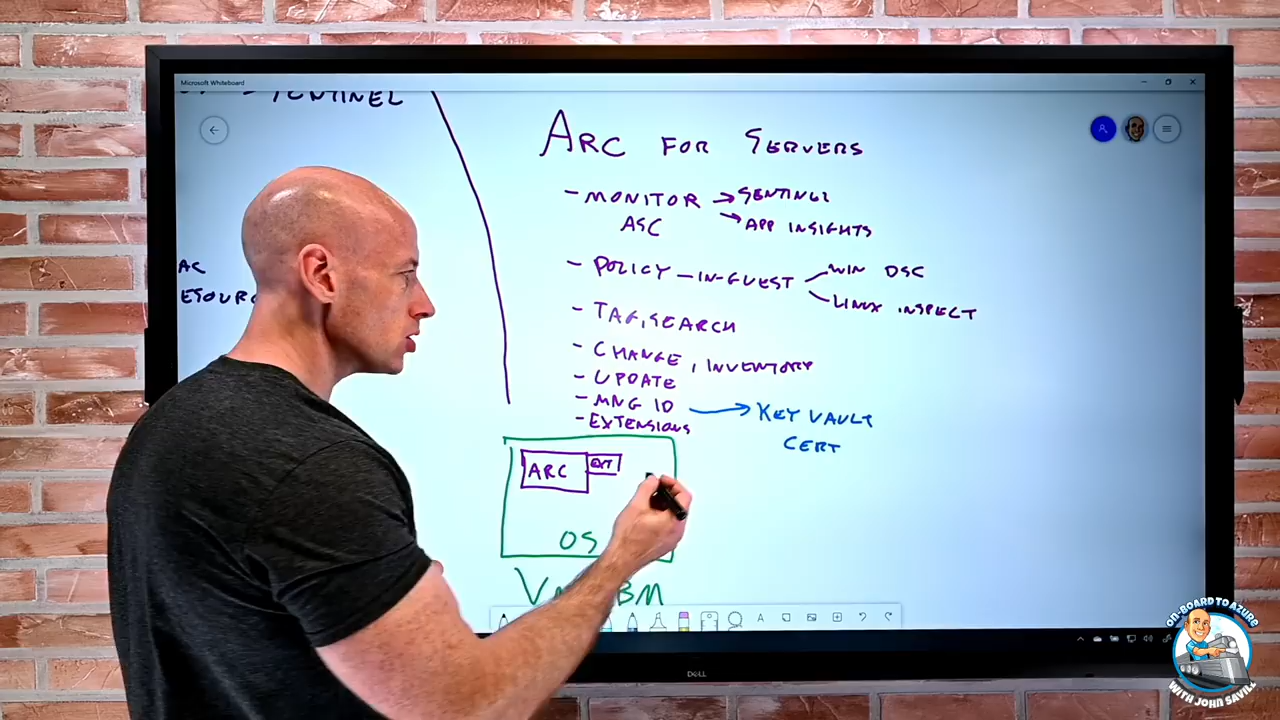 Microsoft Whiteboard
SENTINEL
ARC FOR SERVERS
- MONITOR → SENTINEL
ASC → APP INSIGHTS
- POLICY - IN-GUEST WIN DSC
LINUX INSPECT
- TAG, SEARCH
- CHANGE, INVENTORY
- UPDATE
- MNG ID → KEY VAULT
- EXTENSIONS CERT
ARC EXT
OS
BM
DELL
ON-BOARD TO AZURE
WITH JOHN SAVILL